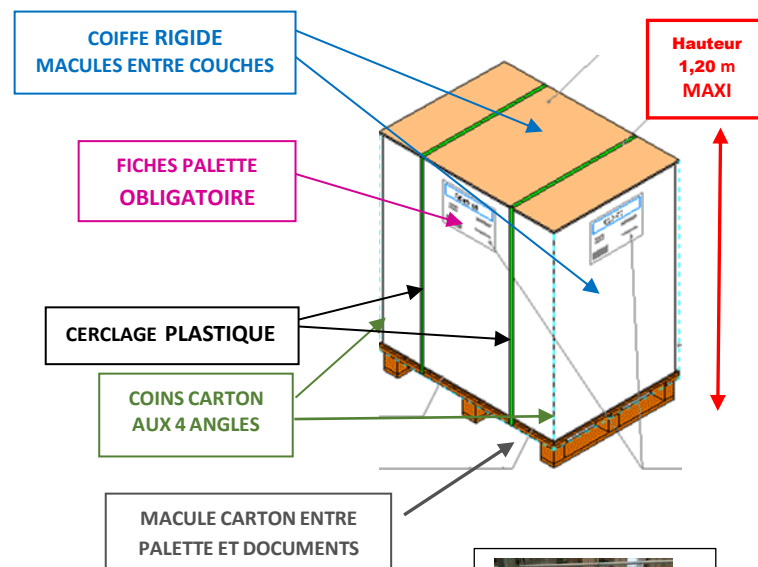 COIFFE RIGIDE
MACULES ENTRE COUCHES
Hauteur
1,20 m
MAXI
FICHES PALETTE
OBLIGATOIRE
CERCLAGE PLASTIQUE
COINS CARTON
AUX 4 ANGLES
MACULE CARTON ENTRE
PALETTE ET DOCUMENTS